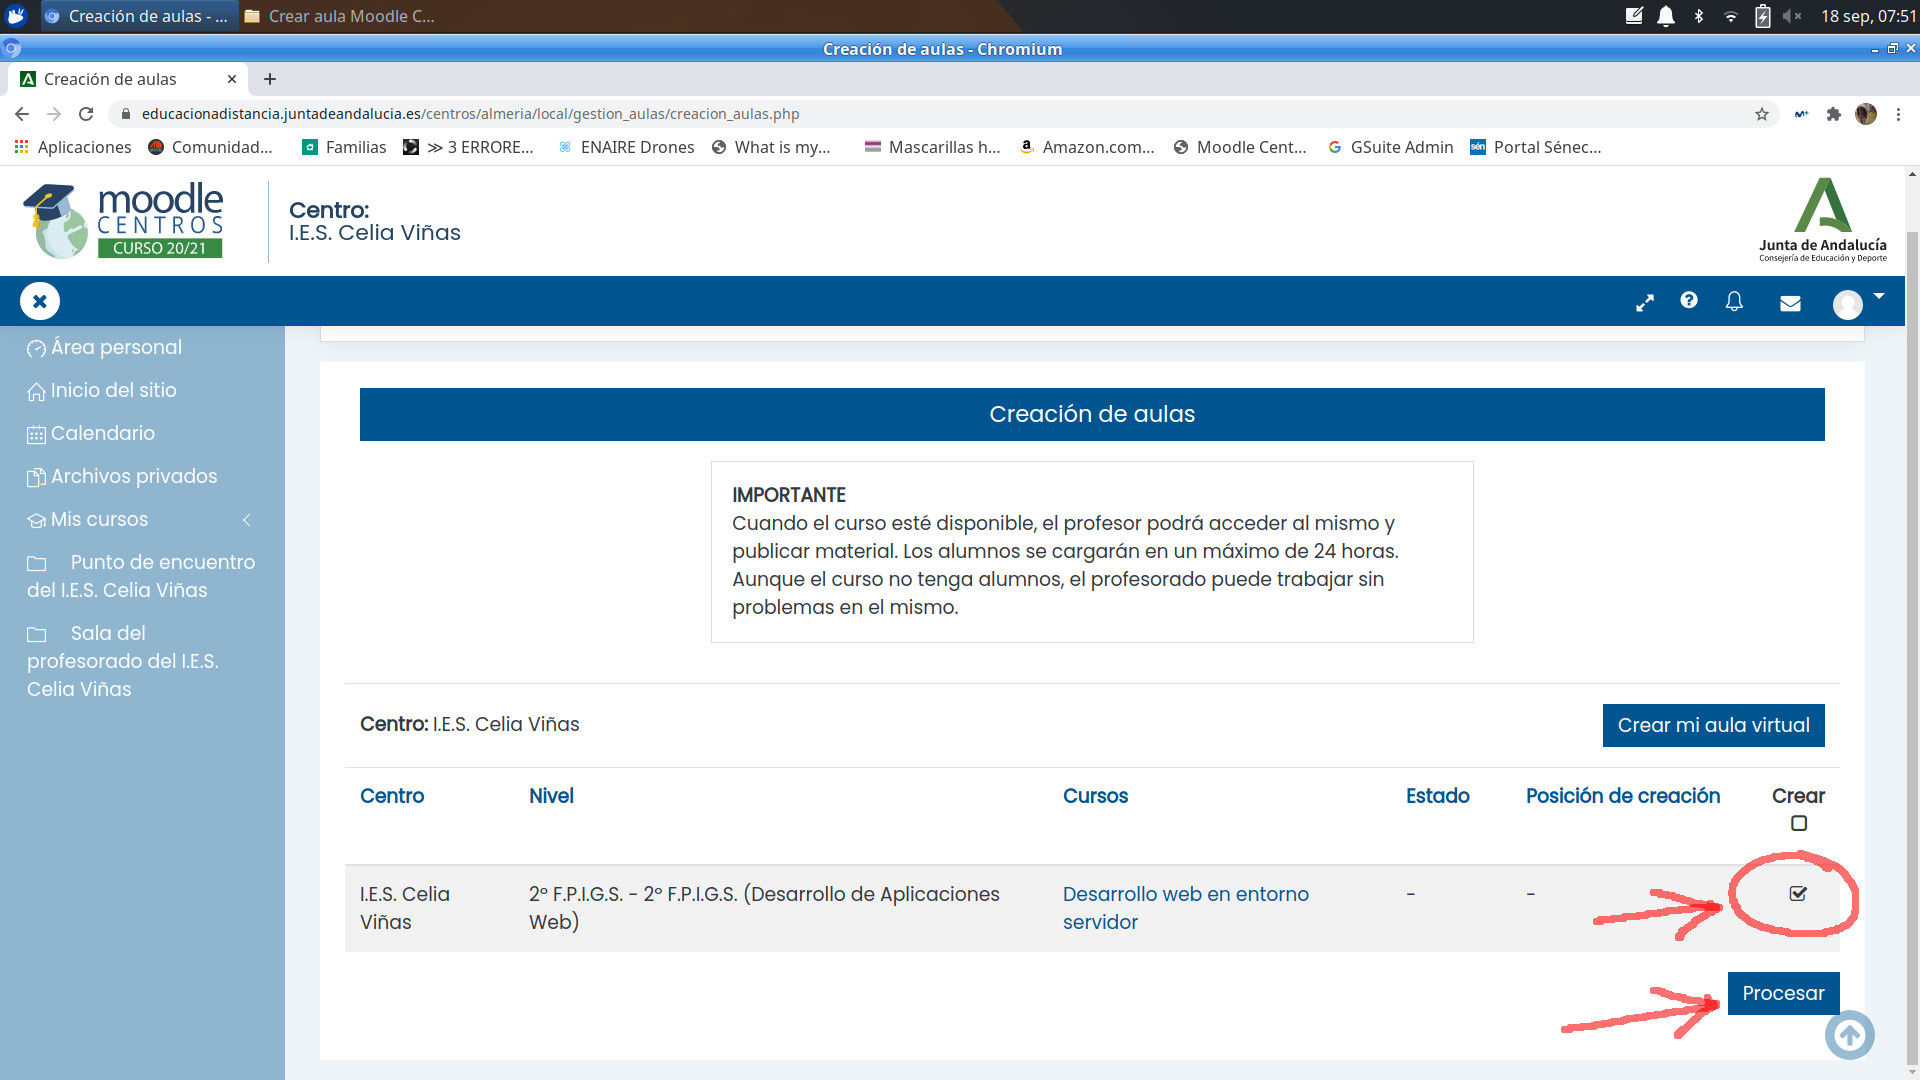 Creación de aulas - ...
Crear aula Moodle C...
18 sep, 07:51
Creación de aulas - Chromium
Creación de aulas
educacionadistancia.juntadeandalucia.es/centros/almeria/local/gestion_aulas/creacion_aulas.php
Aplicaciones
Comunidad...
Familias
≫ 3 ERRORE...
ENAIRE Drones
What is my...
Mascarillas h...
Amazon.com...
Moodle Cent...
GSuite Admin
sén
Portal Sénec...
moodle
CENTROS
CURSO 20/21
Centro:
I.E.S. Celia Viñas
Junta de Andalucía
Consejería de Educación y Deporte
Área personal
Inicio del sitio
Calendario
Archivos privados
Mis cursos
Punto de encuentro
del I.E.S. Celia Viñas
Sala del
profesorado del I.E.S.
Celia Viñas
Creación de aulas
IMPORTANTE
Cuando el curso esté disponible, el profesor podrá acceder al mismo y
publicar material. Los alumnos se cargarán en un máximo de 24 horas.
Aunque el curso no tenga alumnos, el profesorado puede trabajar sin
problemas en el mismo.
Centro: I.E.S. Celia Viñas
Crear mi aula virtual
Centro Nivel Cursos Estado Posición de creación Crear
I.E.S. Celia 2º F.P.I.G.S. - 2º F.P.I.G.S. (Desarrollo de Aplicaciones Desarrollo web en entorno - -
Viñas Web) servidor
Procesar